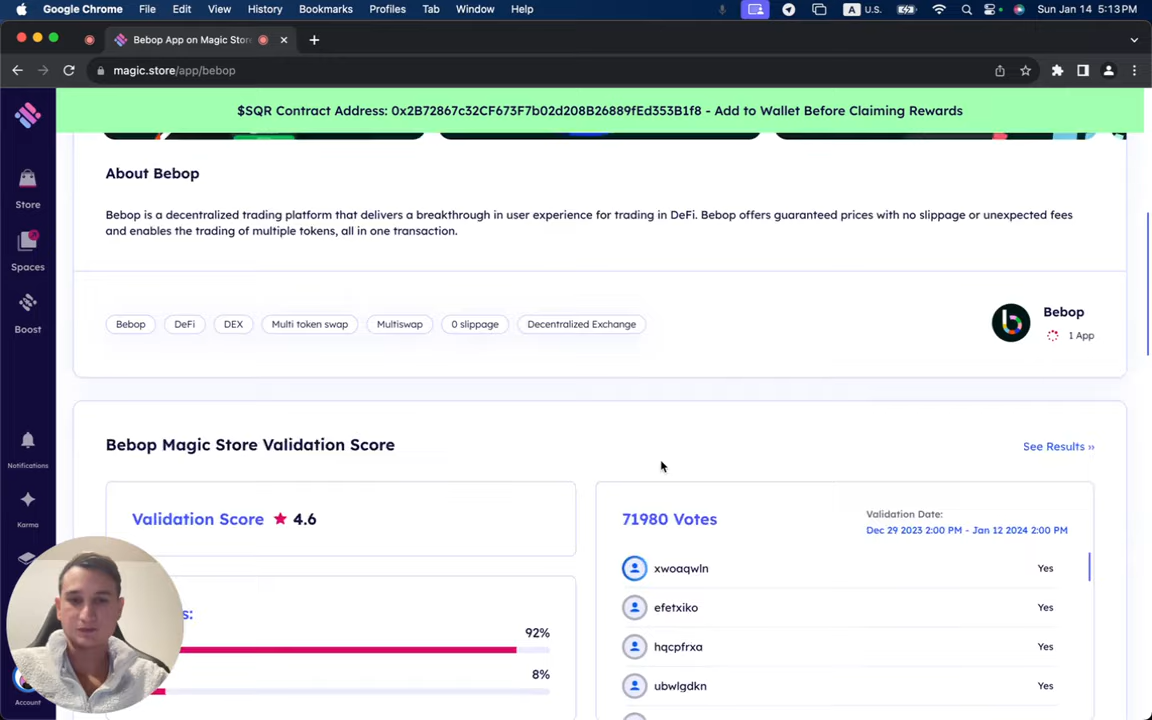 Google Chrome File Edit View History Bookmarks Profiles Tab Window Help A U.S. Sun Jan 14 5:13 PM
Bebop App on Magic Stor
magic.store/app/bebop
$SQR Contract Address: 0x2B72867c32CF673F7b02d208B26889fEd353B1f8 - Add to Wallet Before Claiming Rewards
Store
Spaces
Boost
Notifications
Karma
Account
About Bebop
Bebop is a decentralized trading platform that delivers a breakthrough in user experience for trading in DeFi. Bebop offers guaranteed prices with no slippage or unexpected fees
and enables the trading of multiple tokens, all in one transaction.
Bebop DeFi DEX Multi token swap Multiswap 0 slippage Decentralized Exchange
Bebop
1 App
Bebop Magic Store Validation Score
See Results ››
Validation Score 4.6
s:
92%
8%
71980 Votes
Validation Date:
Dec 29 2023 2:00 PM - Jan 12 2024 2:00 PM
xwoaqwln Yes
efetxiko Yes
hqcpfrxa Yes
ubwlgdkn Yes